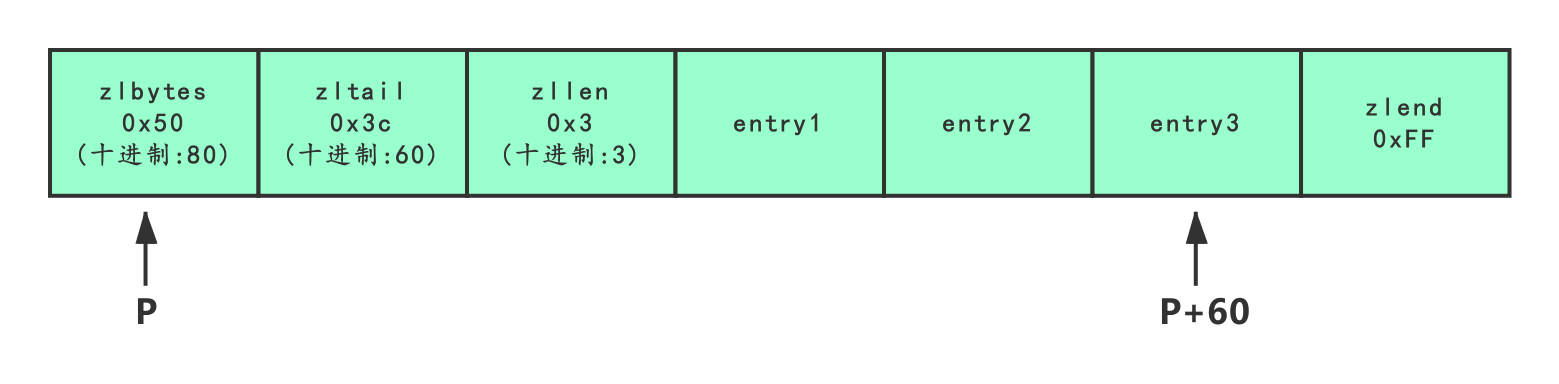 zlbytes
0x50
(十进制:80)
zltail
0x3c
(十进制:60)
zllen
0x3
(十进制:3)
entry1
entry2
entry3
zlend
0xFF
P
P+60